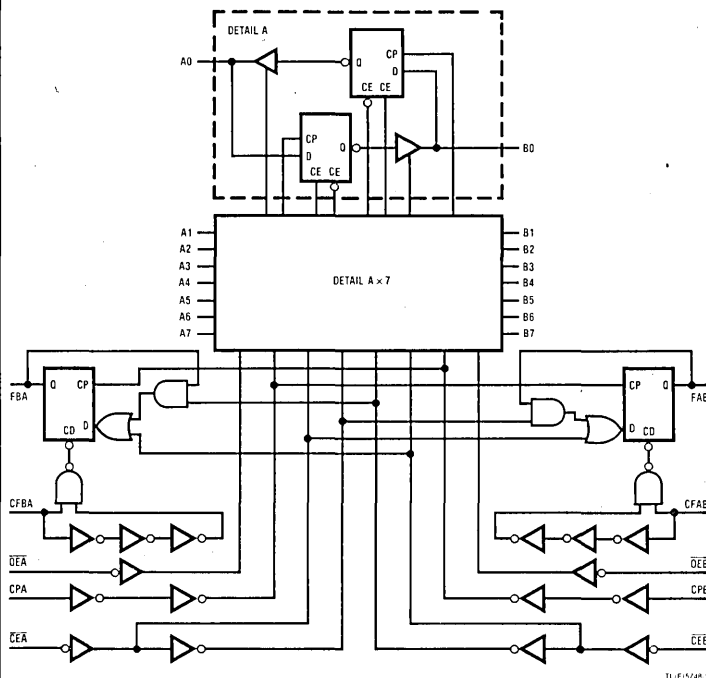 DETAIL A
A0
Q
CP
D
CE CE
CP
D
Q
CE CE
B0
A1
A2
A3
A4
A5
A6
A7
DETAIL A × 7
B1
B2
B3
B4
B5
B6
B7
FBA
Q CP
CD D
CP Q
D CD
FAB
CFBA
CFAB
OEA
OEB
CPA
CPB
CEA
CEB